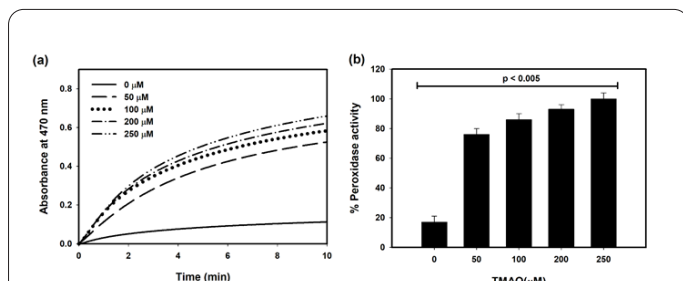 (a)
0.8
0.6
0.4
0.2
0.0
Absorbance at 470 nm
0 μM
50 μM
100 μM
200 μM
250 μM
0 2 4 6 8 10
Time (min)
(b)
120
100
80
60
40
20
0
% Peroxidase activity
p < 0.005
0 50 100 200 250
TMAO(μM)